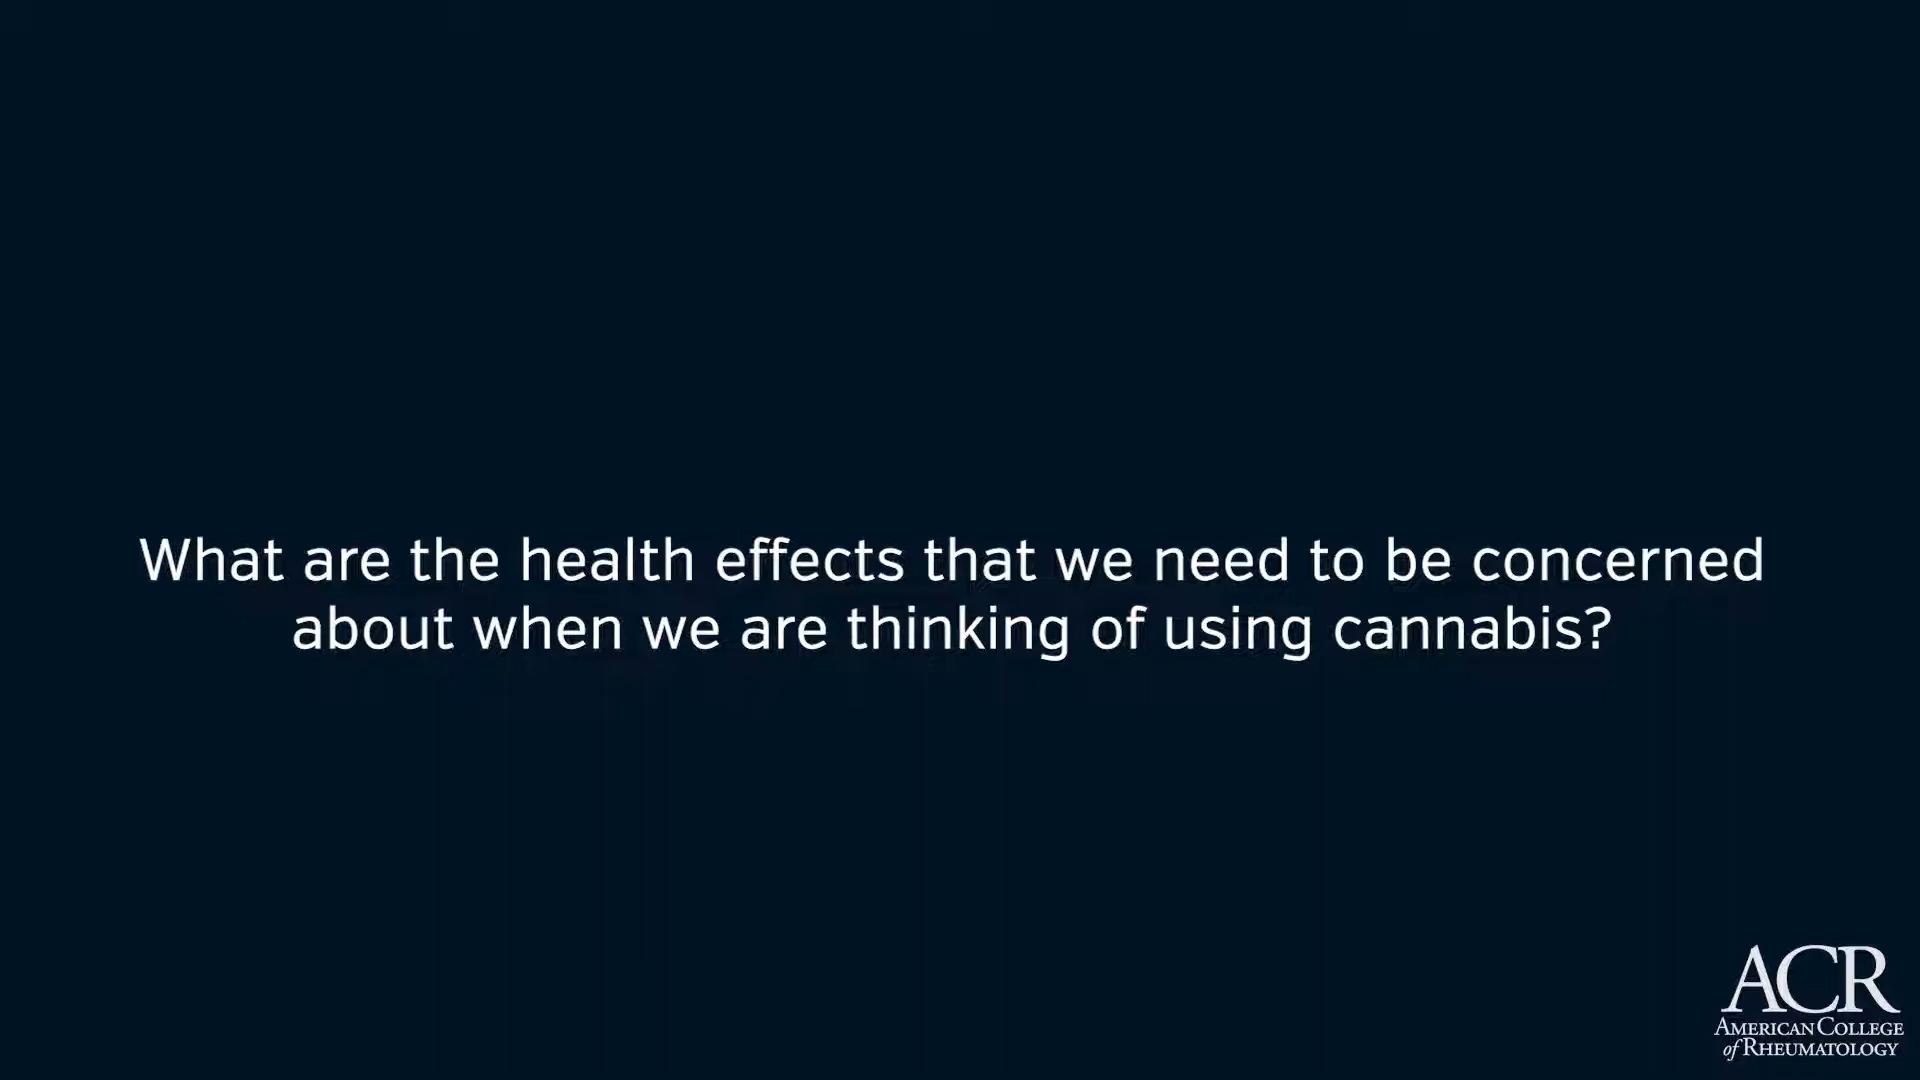 What are the health effects that we need to be concerned
about when we are thinking of using cannabis?
ACR
AMERICAN COLLEGE
of RHEUMATOLOGY